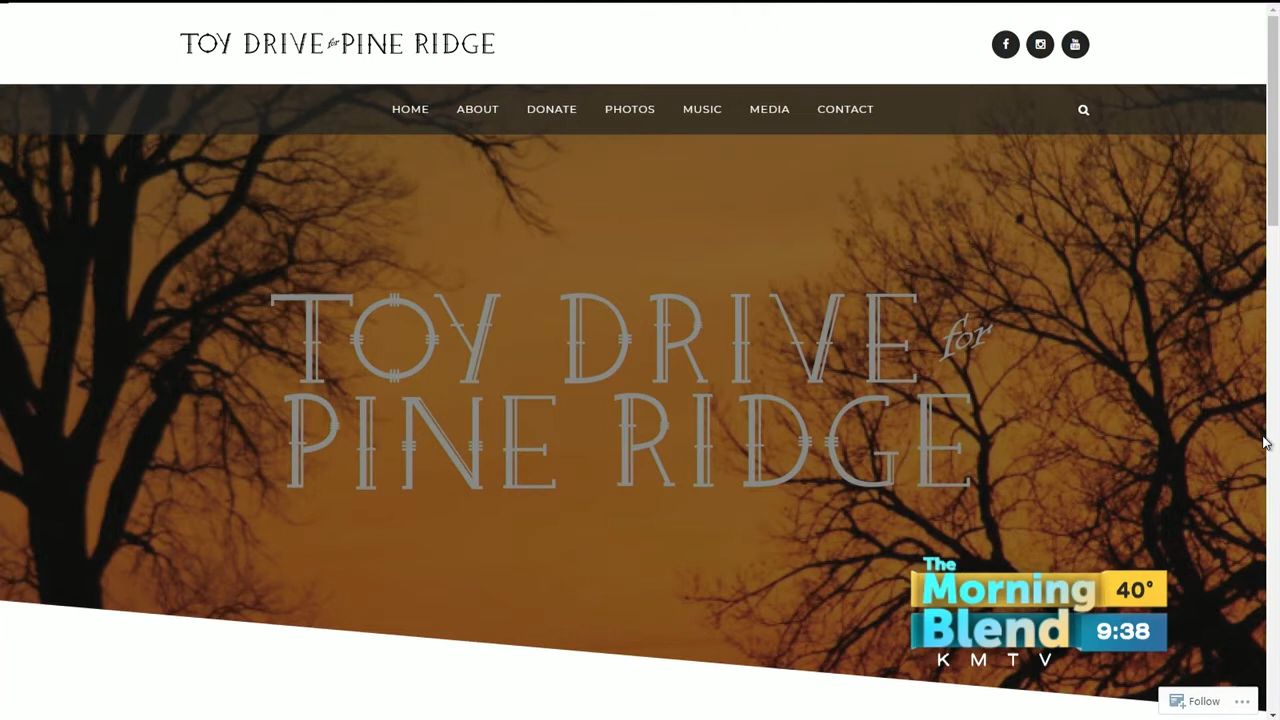 TOY DRIVE for PINE RIDGE
HOME ABOUT DONATE PHOTOS MUSIC MEDIA CONTACT
TOY DRIVE for
PINE RIDGE
The
Morning 40°
Blend 9:38
KMTV
Follow